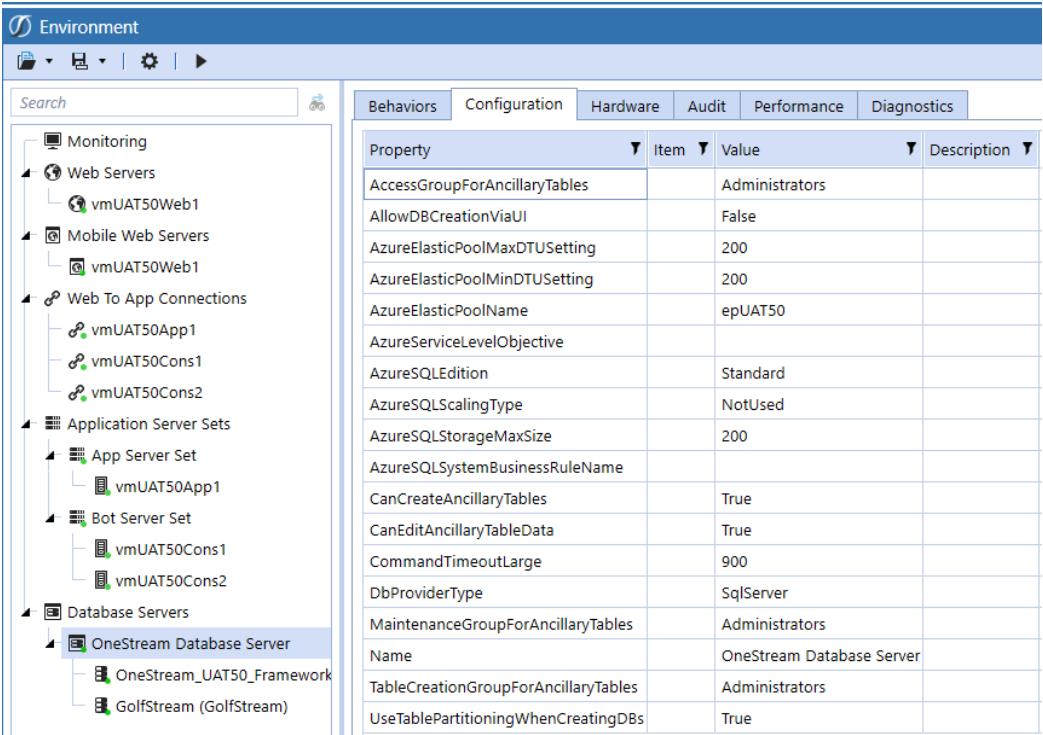 Environment
Search
Monitoring
Web Servers
vmUAT50Web1
Mobile Web Servers
vmUAT50Web1
Web To App Connections
vmUAT50App1
vmUAT50Cons1
vmUAT50Cons2
Application Server Sets
App Server Set
vmUAT50App1
Bot Server Set
vmUAT50Cons1
vmUAT50Cons2
Database Servers
OneStream Database Server
OneStream_UAT50_Framework
GolfStream (GolfStream)
Behaviors Configuration Hardware Audit Performance Diagnostics
Property Item Value Description
AccessGroupForAncillaryTables Administrators
AllowDBCreationViaUI False
AzureElasticPoolMaxDTUSetting 200
AzureElasticPoolMinDTUSetting 200
AzureElasticPoolName epUAT50
AzureServiceLevelObjective
AzureSQLEdition Standard
AzureSQLScalingType NotUsed
AzureSQLStorageMaxSize 200
AzureSQLSystemBusinessRuleName
CanCreateAncillaryTables True
CanEditAncillaryTableData True
CommandTimeoutLarge 900
DbProviderType SqlServer
MaintenanceGroupForAncillaryTables Administrators
Name OneStream Database Server
TableCreationGroupForAncillaryTables Administrators
UseTablePartitioningWhenCreatingDBs True